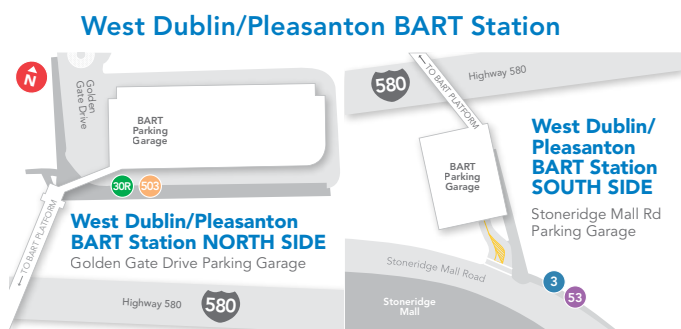 West Dublin/Pleasanton BART Station
N
Golden
Gate Drive
BART
Parking
Garage
30R 503
← TO BART PLATFORM
West Dublin/Pleasanton
BART Station NORTH SIDE
Golden Gate Drive Parking Garage
Highway 580
580
580
Highway 580
← TO BART PLATFORM
BART
Parking
Garage
West Dublin/
Pleasanton
BART Station
SOUTH SIDE
Stoneridge Mall Rd
Parking Garage
Stoneridge Mall Road
Stoneridge
Mall
3
53